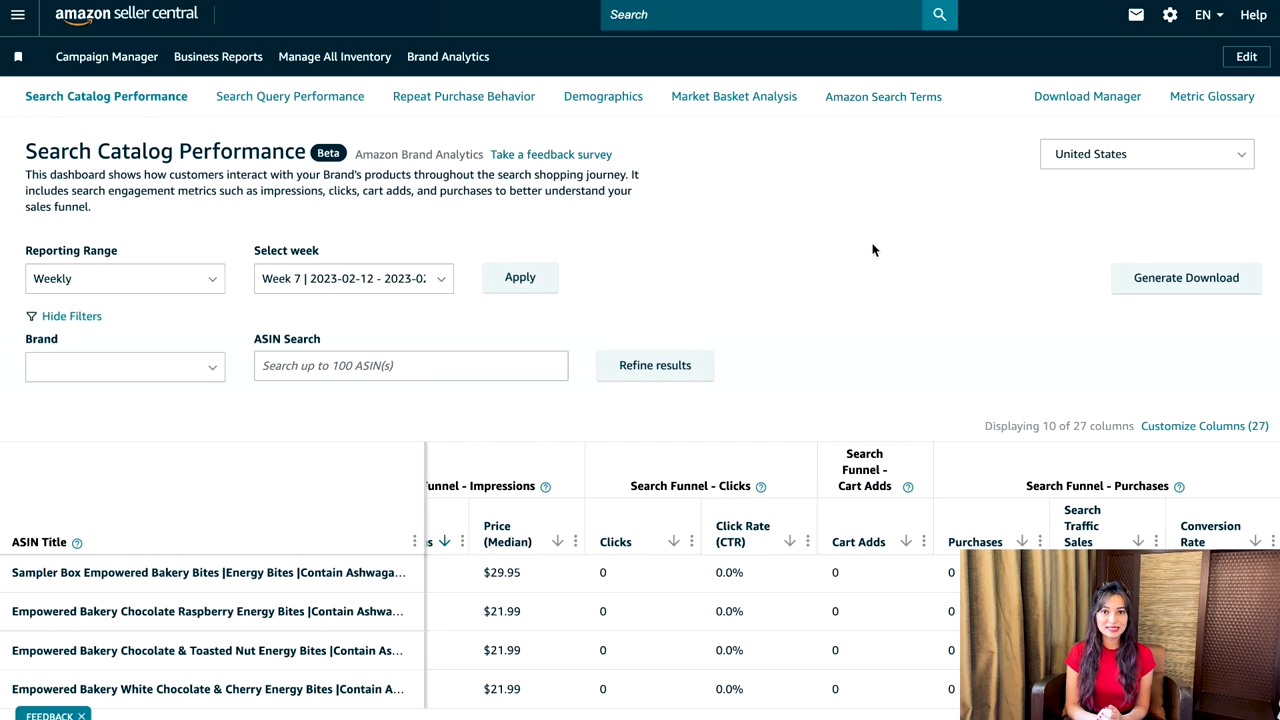 amazon seller central
Search
EN
Help
Campaign Manager
Business Reports
Manage All Inventory
Brand Analytics
Edit
Search Catalog Performance
Search Query Performance
Repeat Purchase Behavior
Demographics
Market Basket Analysis
Amazon Search Terms
Download Manager
Metric Glossary
Search Catalog Performance Beta Amazon Brand Analytics Take a feedback survey
United States
This dashboard shows how customers interact with your Brand's products throughout the search shopping journey. It
includes search engagement metrics such as impressions, clicks, cart adds, and purchases to better understand your
sales funnel.
Reporting Range
Select week
Weekly
Week 7 | 2023-02-12 - 2023-02
Apply
Generate Download
Hide Filters
Brand
ASIN Search
Search up to 100 ASIN(s)
Refine results
Displaying 10 of 27 columns Customize Columns (27)
unnel - Impressions
Search Funnel - Clicks
Search
Funnel -
Cart Adds
Search Funnel - Purchases
ASIN Title
s
Price
(Median)
Clicks
Click Rate
(CTR)
Cart Adds
Purchases
Search
Traffic
Sales
Conversion
Rate
Sampler Box Empowered Bakery Bites |Energy Bites |Contain Ashwaga... $29.95 0 0.0% 0 0
Empowered Bakery Chocolate Raspberry Energy Bites |Contain Ashwa... $21.99 0 0.0% 0 0
Empowered Bakery Chocolate & Toasted Nut Energy Bites |Contain As... $21.99 0 0.0% 0 0
Empowered Bakery White Chocolate & Cherry Energy Bites |Contain A... $21.99 0 0.0% 0 0
FEEDBACK